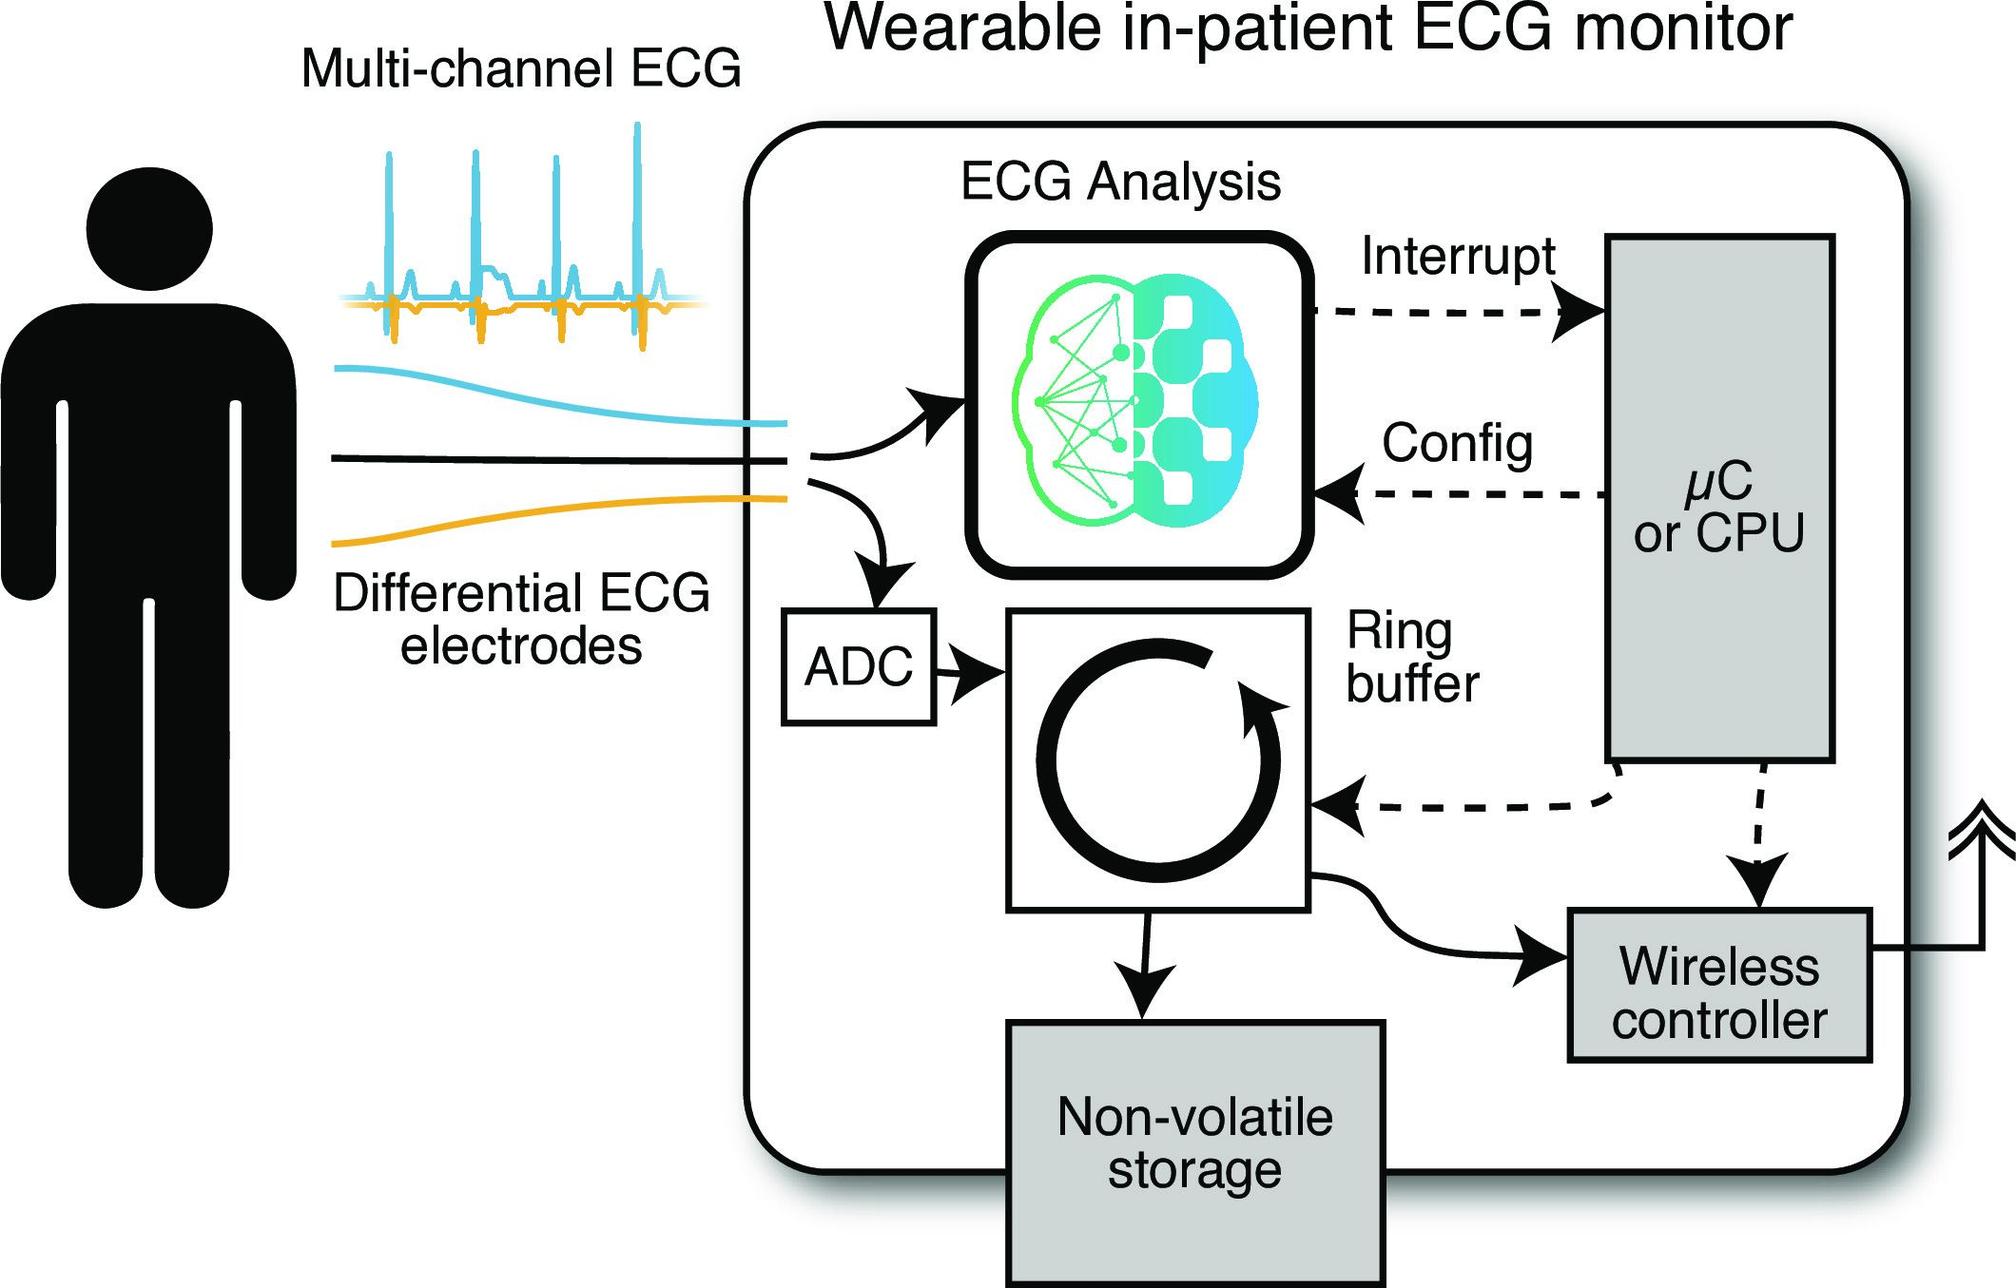 Wearable in-patient ECG monitor
Multi-channel ECG
ECG Analysis
Interrupt
Config
µC
or CPU
Differential ECG
electrodes
ADC
Ring
buffer
Wireless
controller
Non-volatile
storage